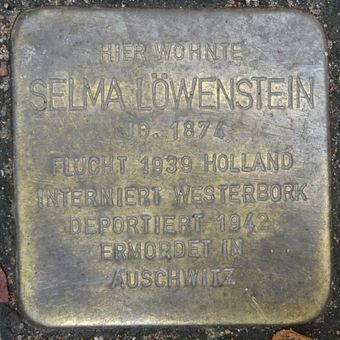 HIER WOHNTE
SELMA LÖWENSTEIN
JG. 1874
FLUCHT 1939 HOLLAND
INTERNIERT WESTERBORK
DEPORTIERT 1942
ERMORDET IN
AUSCHWITZ